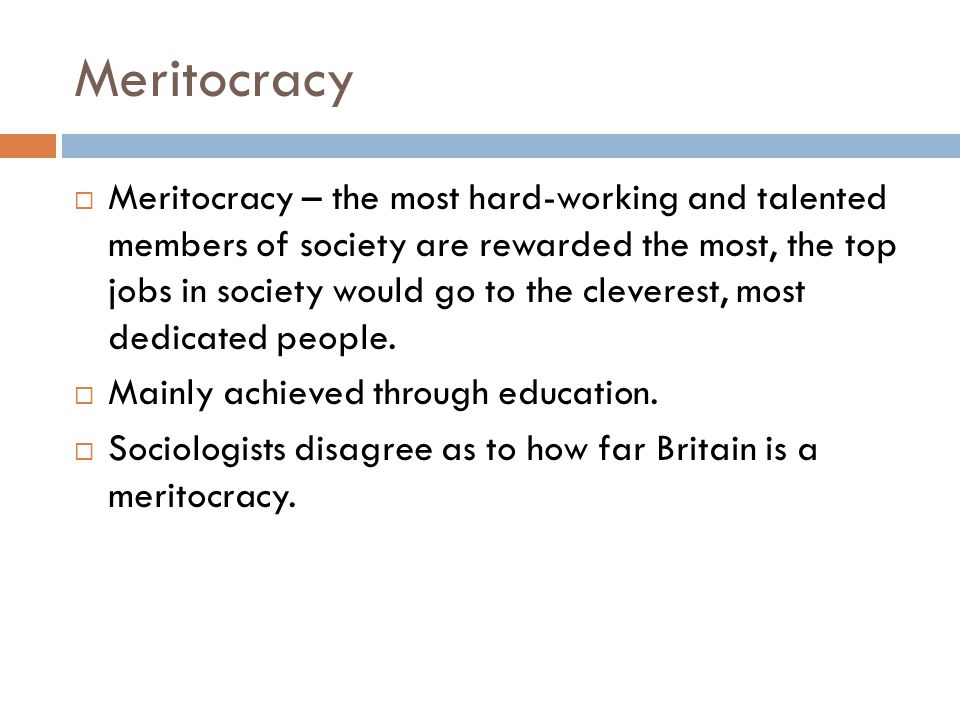 Meritocracy
Meritocracy – the most hard-working and talented
members of society are rewarded the most, the top
jobs in society would go to the cleverest, most
dedicated people.
Mainly achieved through education.
Sociologists disagree as to how far Britain is a
meritocracy.